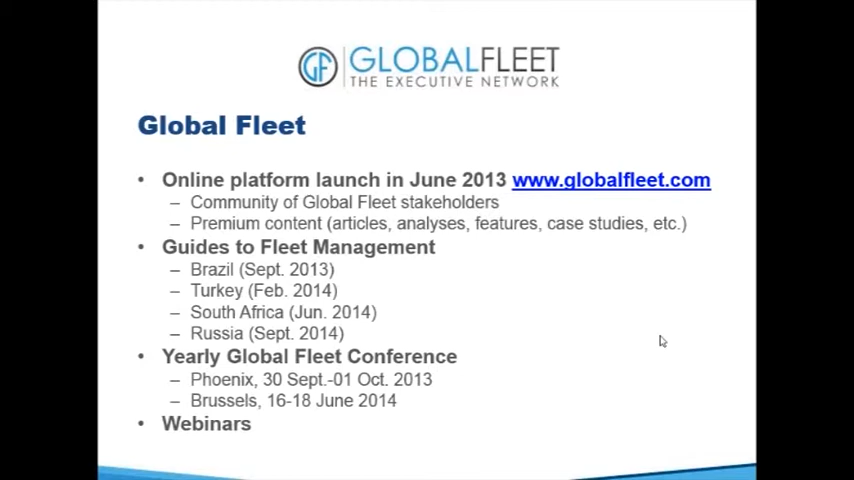 GF GLOBALFLEET
THE EXECUTIVE NETWORK
Global Fleet
• Online platform launch in June 2013 www.globalfleet.com
– Community of Global Fleet stakeholders
– Premium content (articles, analyses, features, case studies, etc.)
• Guides to Fleet Management
– Brazil (Sept. 2013)
– Turkey (Feb. 2014)
– South Africa (Jun. 2014)
– Russia (Sept. 2014)
• Yearly Global Fleet Conference
– Phoenix, 30 Sept.-01 Oct. 2013
– Brussels, 16-18 June 2014
• Webinars